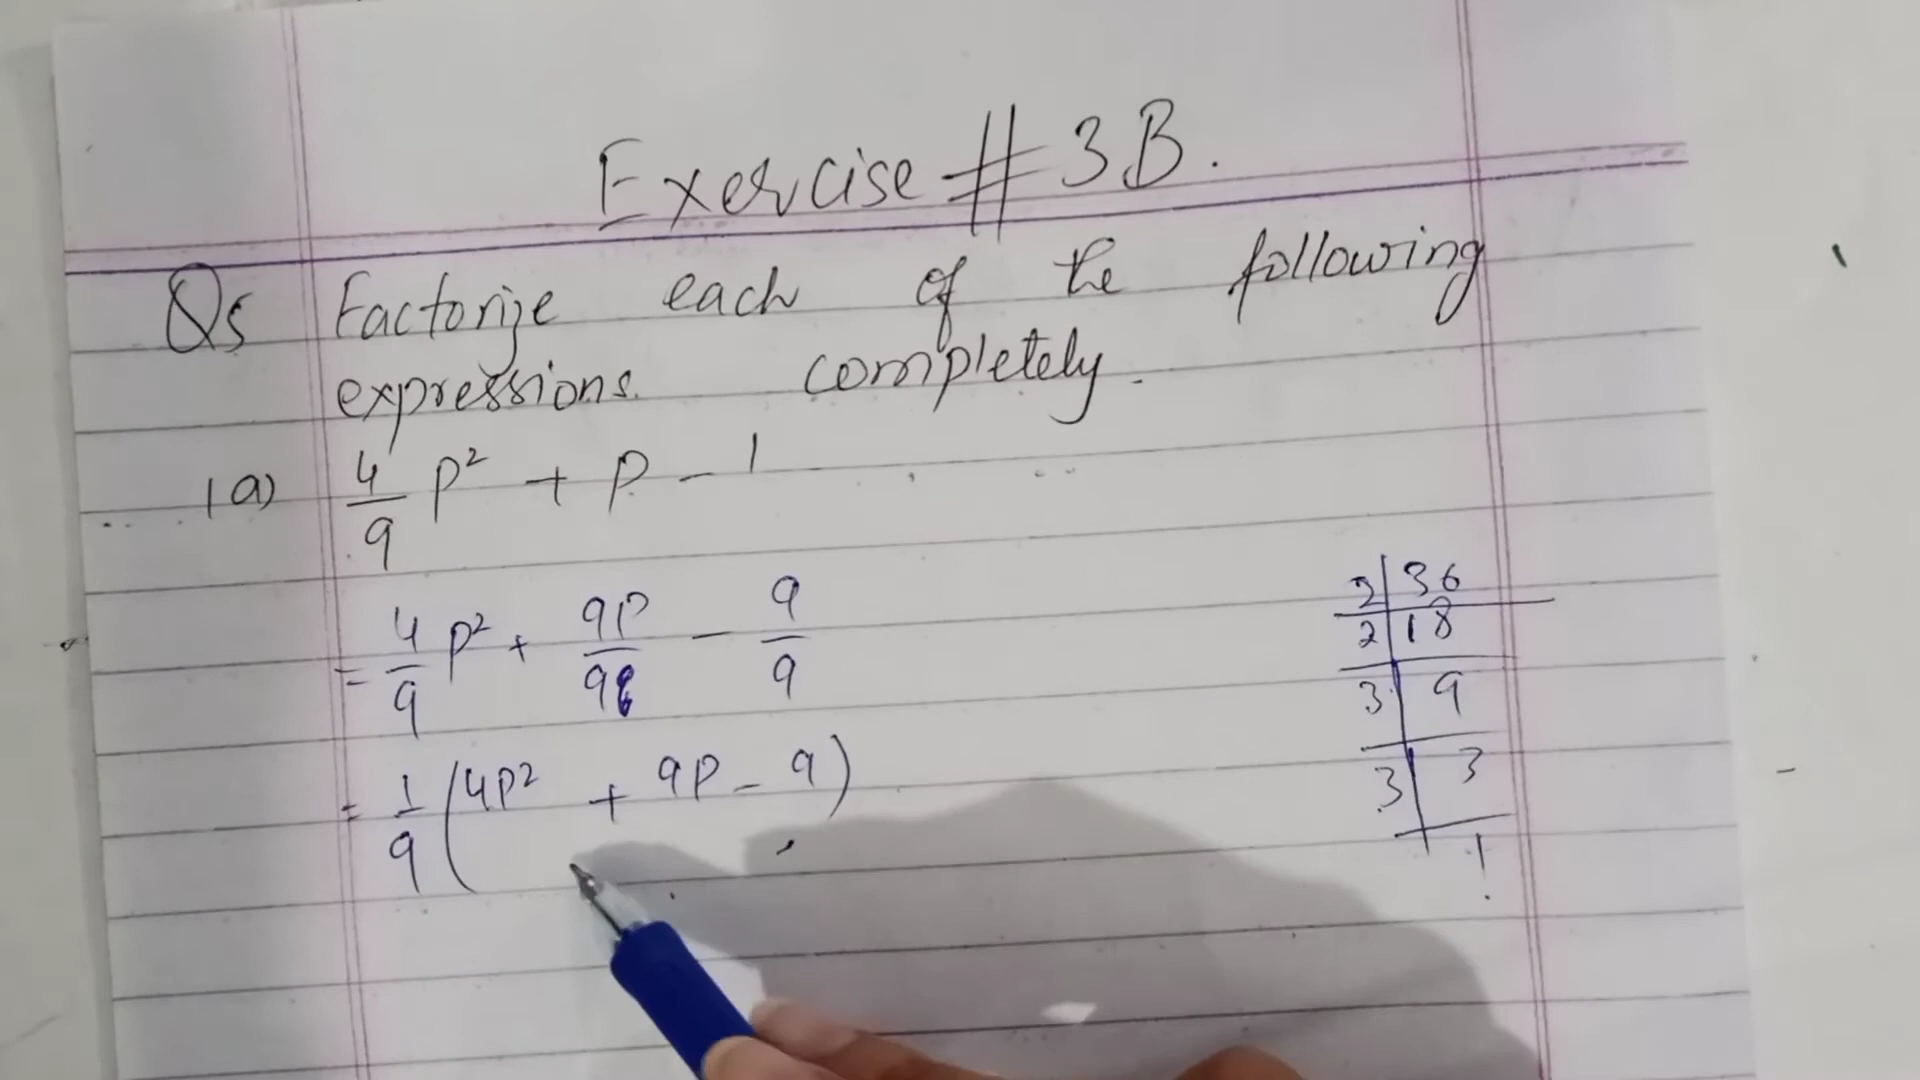 Exercise # 3B.
Q5 Factorize each of the following
expressions. completely.
1a) 4/9 p² + p - 1
= 4/9 p² + 9p/9 - 9/9
= 1/9 (4p² + 9p - 9)
2 | 36
2 | 18
3 | 9
3 | 3
1